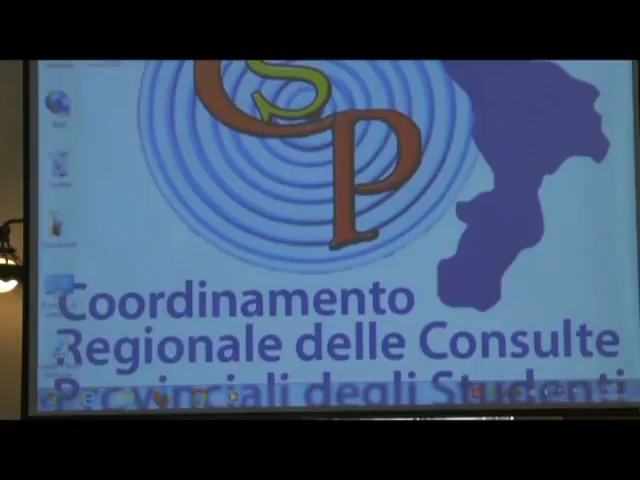 CSP
Coordinamento
Regionale delle Consulte
Provinciali degli Studenti